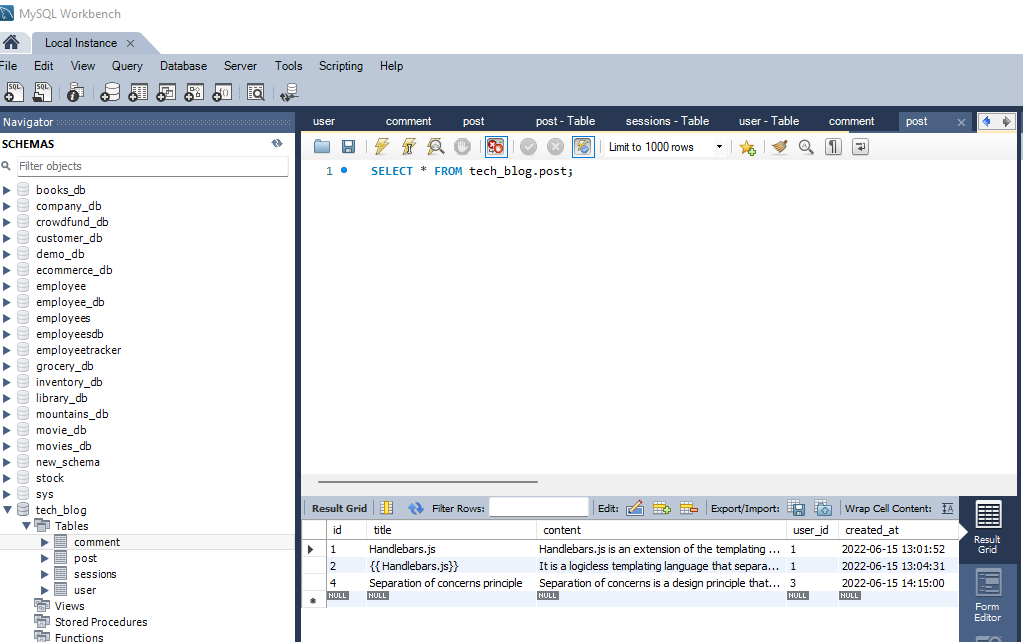 MySQL Workbench
Local Instance
File Edit View Query Database Server Tools Scripting Help
Navigator
SCHEMAS
Filter objects
books_db
company_db
crowdfund_db
customer_db
demo_db
ecommerce_db
employee
employee_db
employees
employeesdb
employeetracker
grocery_db
inventory_db
library_db
mountains_db
movie_db
movies_db
new_schema
stock
sys
tech_blog
Tables
comment
post
sessions
user
Views
Stored Procedures
Functions
user comment post post - Table sessions - Table user - Table comment post
Limit to 1000 rows
1 SELECT * FROM tech_blog.post;
Result Grid Filter Rows: Edit: Export/Import: Wrap Cell Content:
id title content user_id created_at
1 Handlebars.js Handlebars.js is an extension of the templating ... 1 2022-06-15 13:01:52
2 {{Handlebars.js}} It is a logicless templating language that separa... 1 2022-06-15 13:04:31
4 Separation of concerns principle Separation of concerns is a design principle that... 3 2022-06-15 14:15:00
NULL NULL NULL NULL NULL
Result
Grid
Form
Editor